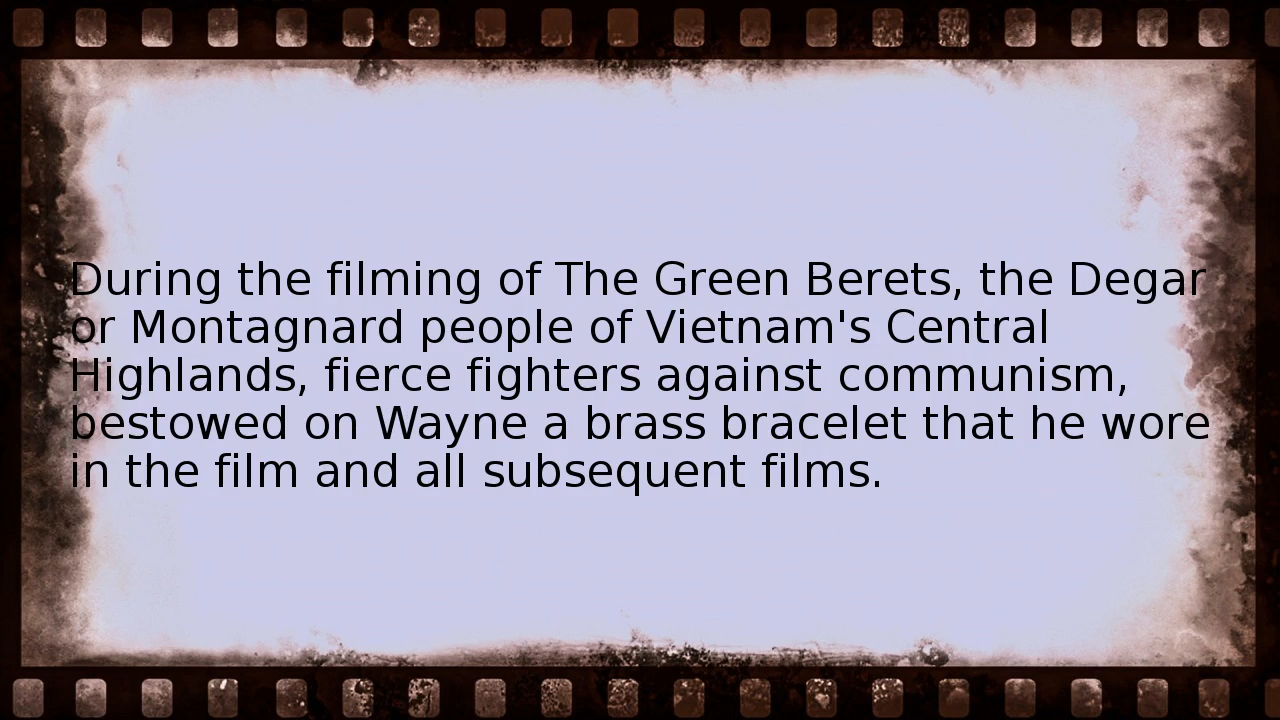 During the filming of The Green Berets, the Degar
or Montagnard people of Vietnam's Central
Highlands, fierce fighters against communism,
bestowed on Wayne a brass bracelet that he wore
in the film and all subsequent films.